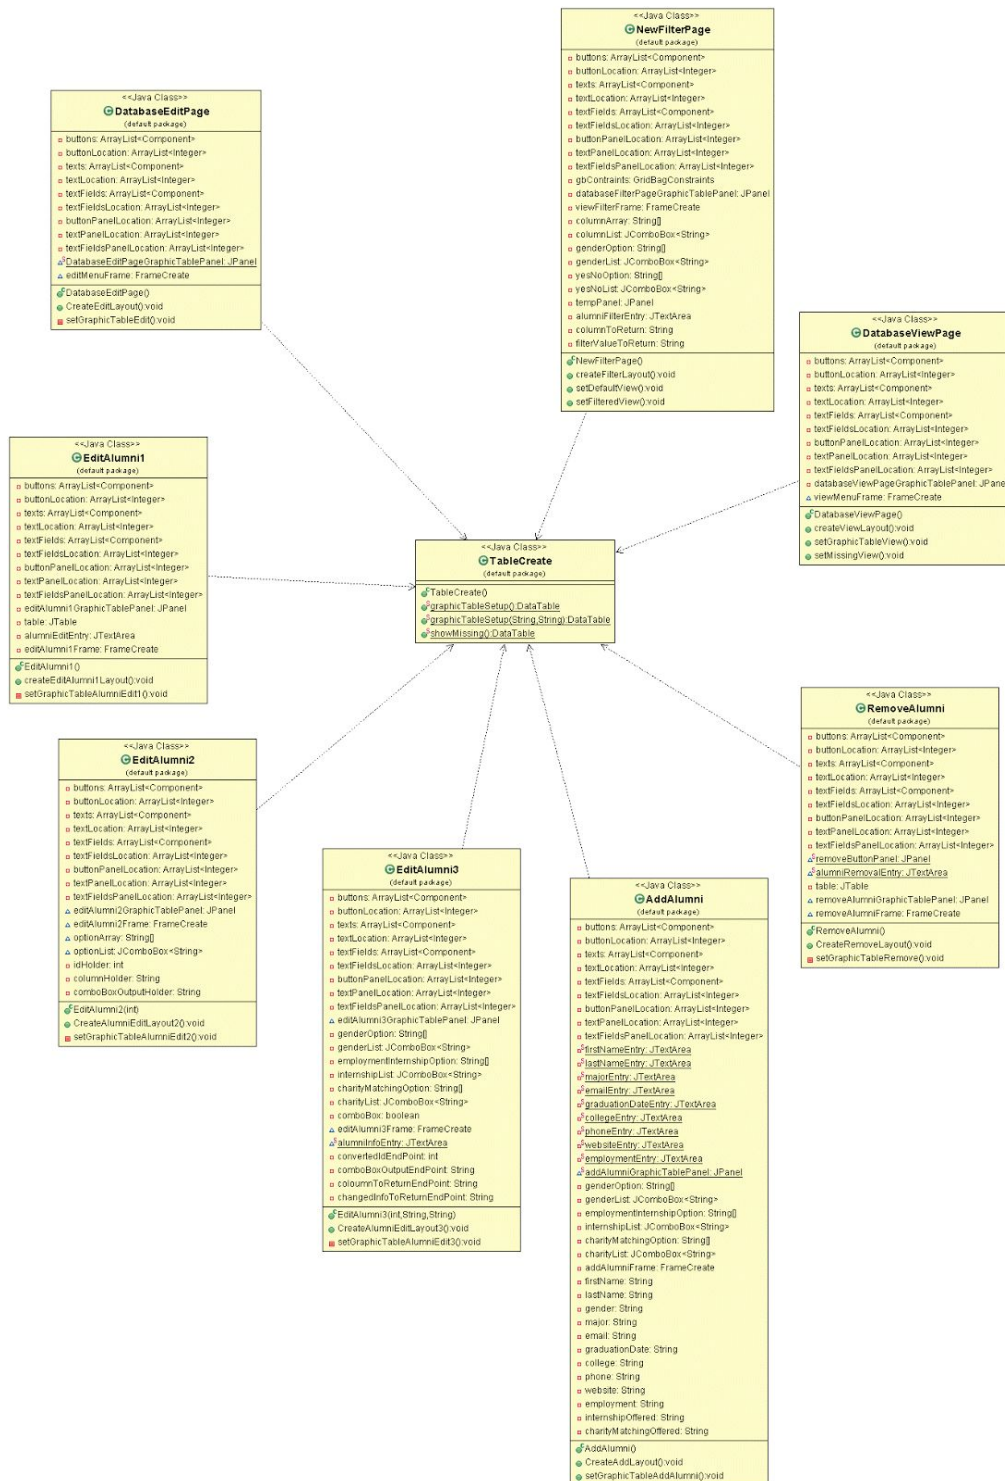 <<Java Class>>
NewFilterPage
(default package)
buttons: ArrayList<Component>
buttonLocation: ArrayList<Integer>
texts: ArrayList<Component>
textLocation: ArrayList<Integer>
textFields: ArrayList<Component>
textFieldsLocation: ArrayList<Integer>
buttonPanelLocation: ArrayList<Integer>
textPanelLocation: ArrayList<Integer>
textFieldsPanelLocation: ArrayList<Integer>
gbContraints: GridBagConstraints
databaseFilterPageGraphicTablePanel: JPanel
viewFilterFrame: FrameCreate
columnArray: String[]
columnList: JComboBox<String>
genderOption: String[]
genderList: JComboBox<String>
yesNoOption: String[]
yesNoList: JComboBox<String>
tempPanel: JPanel
alumniFilterEntry: JTextArea
columnToReturn: String
filterValueToReturn: String
NewFilterPage()
createFilterLayout():void
setDefaultView():void
setFilteredView():void
<<Java Class>>
DatabaseEditPage
(default package)
buttons: ArrayList<Component>
buttonLocation: ArrayList<Integer>
texts: ArrayList<Component>
textLocation: ArrayList<Integer>
textFields: ArrayList<Component>
textFieldsLocation: ArrayList<Integer>
buttonPanelLocation: ArrayList<Integer>
textPanelLocation: ArrayList<Integer>
textFieldsPanelLocation: ArrayList<Integer>
DatabaseEditPageGraphicTablePanel: JPanel
editMenuFrame: FrameCreate
DatabaseEditPage()
CreateEditLayout():void
setGraphicTableEdit():void
<<Java Class>>
DatabaseViewPage
(default package)
buttons: ArrayList<Component>
buttonLocation: ArrayList<Integer>
texts: ArrayList<Component>
textLocation: ArrayList<Integer>
textFields: ArrayList<Component>
textFieldsLocation: ArrayList<Integer>
buttonPanelLocation: ArrayList<Integer>
textPanelLocation: ArrayList<Integer>
textFieldsPanelLocation: ArrayList<Integer>
databaseViewPageGraphicTablePanel: JPanel
viewMenuFrame: FrameCreate
DatabaseViewPage()
createViewLayout():void
setGraphicTableView():void
setMissingView():void
<<Java Class>>
EditAlumni1
(default package)
buttons: ArrayList<Component>
buttonLocation: ArrayList<Integer>
texts: ArrayList<Component>
textLocation: ArrayList<Integer>
textFields: ArrayList<Component>
textFieldsLocation: ArrayList<Integer>
buttonPanelLocation: ArrayList<Integer>
textPanelLocation: ArrayList<Integer>
textFieldsPanelLocation: ArrayList<Integer>
editAlumni1GraphicTablePanel: JPanel
table: JTable
alumniEditEntry: JTextArea
editAlumni1Frame: FrameCreate
EditAlumni1()
createEditAlumni1Layout():void
setGraphicTableAlumniEdit1():void
<<Java Class>>
TableCreate
(default package)
TableCreate()
graphicTableSetup():DataTable
graphicTableSetup(String,String):DataTable
showMissing():DataTable
<<Java Class>>
RemoveAlumni
(default package)
buttons: ArrayList<Component>
buttonLocation: ArrayList<Integer>
texts: ArrayList<Component>
textLocation: ArrayList<Integer>
textFields: ArrayList<Component>
textFieldsLocation: ArrayList<Integer>
buttonPanelLocation: ArrayList<Integer>
textPanelLocation: ArrayList<Integer>
textFieldsPanelLocation: ArrayList<Integer>
removeButtonPanel: JPanel
alumniRemovalEntry: JTextArea
table: JTable
removeAlumniGraphicTablePanel: JPanel
removeAlumniFrame: FrameCreate
RemoveAlumni()
CreateRemoveLayout():void
setGraphicTableRemove():void
<<Java Class>>
EditAlumni2
(default package)
buttons: ArrayList<Component>
buttonLocation: ArrayList<Integer>
texts: ArrayList<Component>
textLocation: ArrayList<Integer>
textFields: ArrayList<Component>
textFieldsLocation: ArrayList<Integer>
buttonPanelLocation: ArrayList<Integer>
textPanelLocation: ArrayList<Integer>
textFieldsPanelLocation: ArrayList<Integer>
editAlumni2GraphicTablePanel: JPanel
editAlumni2Frame: FrameCreate
optionArray: String[]
optionList: JComboBox<String>
idHolder: int
columnHolder: String
comboBoxOutputHolder: String
EditAlumni2(int)
CreateAlumniEditLayout2():void
setGraphicTableAlumniEdit2():void
<<Java Class>>
EditAlumni3
(default package)
buttons: ArrayList<Component>
buttonLocation: ArrayList<Integer>
texts: ArrayList<Component>
textLocation: ArrayList<Integer>
textFields: ArrayList<Component>
textFieldsLocation: ArrayList<Integer>
buttonPanelLocation: ArrayList<Integer>
textPanelLocation: ArrayList<Integer>
textFieldsPanelLocation: ArrayList<Integer>
editAlumni3GraphicTablePanel: JPanel
genderOption: String[]
genderList: JComboBox<String>
employmentInternshipOption: String[]
internshipList: JComboBox<String>
charityMatchingOption: String[]
charityList: JComboBox<String>
comboBox: boolean
editAlumni3Frame: FrameCreate
alumniInfoEntry: JTextArea
convertedIdEndPoint: int
comboBoxOutputEndPoint: String
coloumnToReturnEndPoint: String
changedInfoToReturnEndPoint: String
EditAlumni3(int,String,String)
CreateAlumniEditLayout3():void
setGraphicTableAlumniEdit3():void
<<Java Class>>
AddAlumni
(default package)
buttons: ArrayList<Component>
buttonLocation: ArrayList<Integer>
texts: ArrayList<Component>
textLocation: ArrayList<Integer>
textFields: ArrayList<Component>
textFieldsLocation: ArrayList<Integer>
buttonPanelLocation: ArrayList<Integer>
textPanelLocation: ArrayList<Integer>
textFieldsPanelLocation: ArrayList<Integer>
firstNameEntry: JTextArea
lastNameEntry: JTextArea
majorEntry: JTextArea
emailEntry: JTextArea
graduationDateEntry: JTextArea
collegeEntry: JTextArea
phoneEntry: JTextArea
websiteEntry: JTextArea
employmentEntry: JTextArea
addAlumniGraphicTablePanel: JPanel
genderOption: String[]
genderList: JComboBox<String>
employmentInternshipOption: String[]
internshipList: JComboBox<String>
charityMatchingOption: String[]
charityList: JComboBox<String>
addAlumniFrame: FrameCreate
firstName: String
lastName: String
gender: String
major: String
email: String
graduationDate: String
college: String
phone: String
website: String
employment: String
internshipOffered: String
charityMatchingOffered: String
AddAlumni()
CreateAddLayout():void
setGraphicTableAddAlumni():void